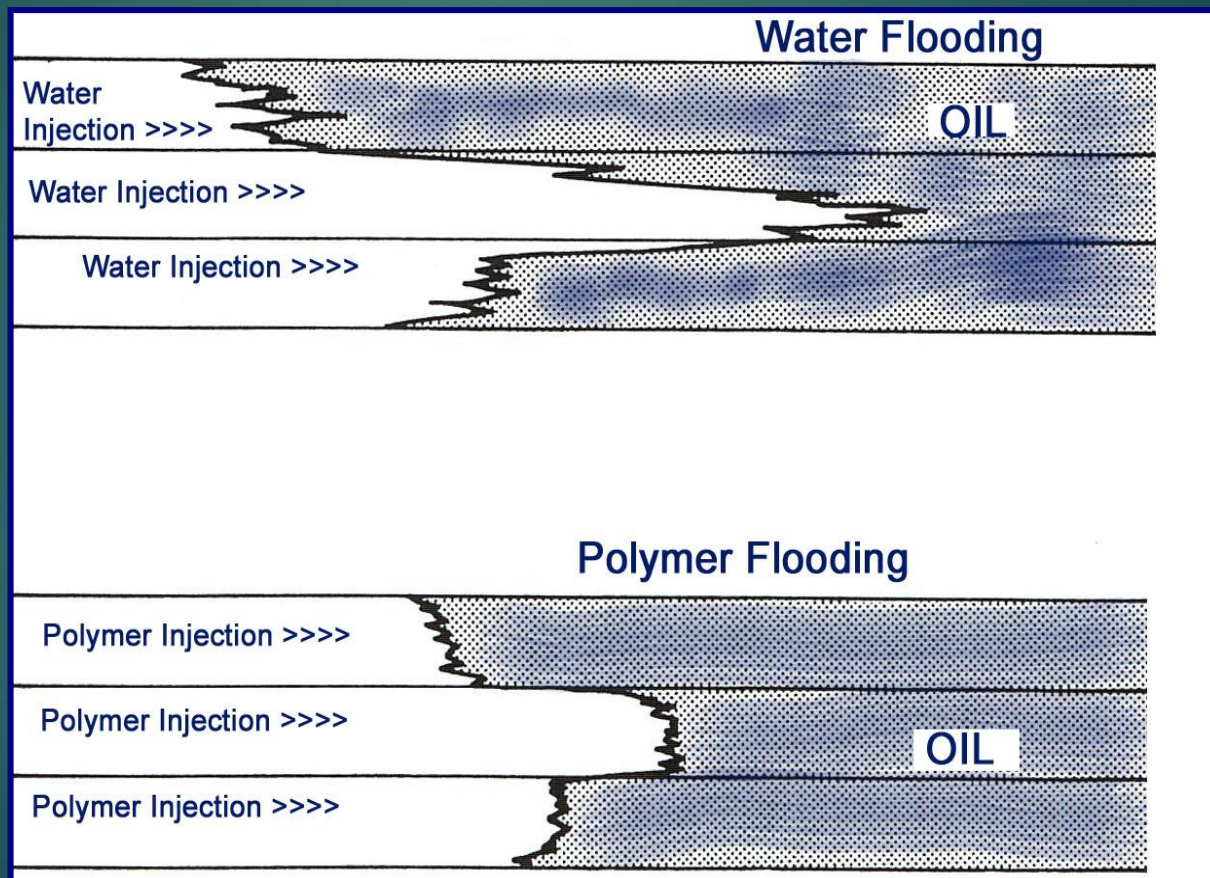 Water Flooding
Water
Injection >>>>
OIL
Water Injection >>>>
Water Injection >>>>
Polymer Flooding
Polymer Injection >>>>
Polymer Injection >>>>
OIL
Polymer Injection >>>>